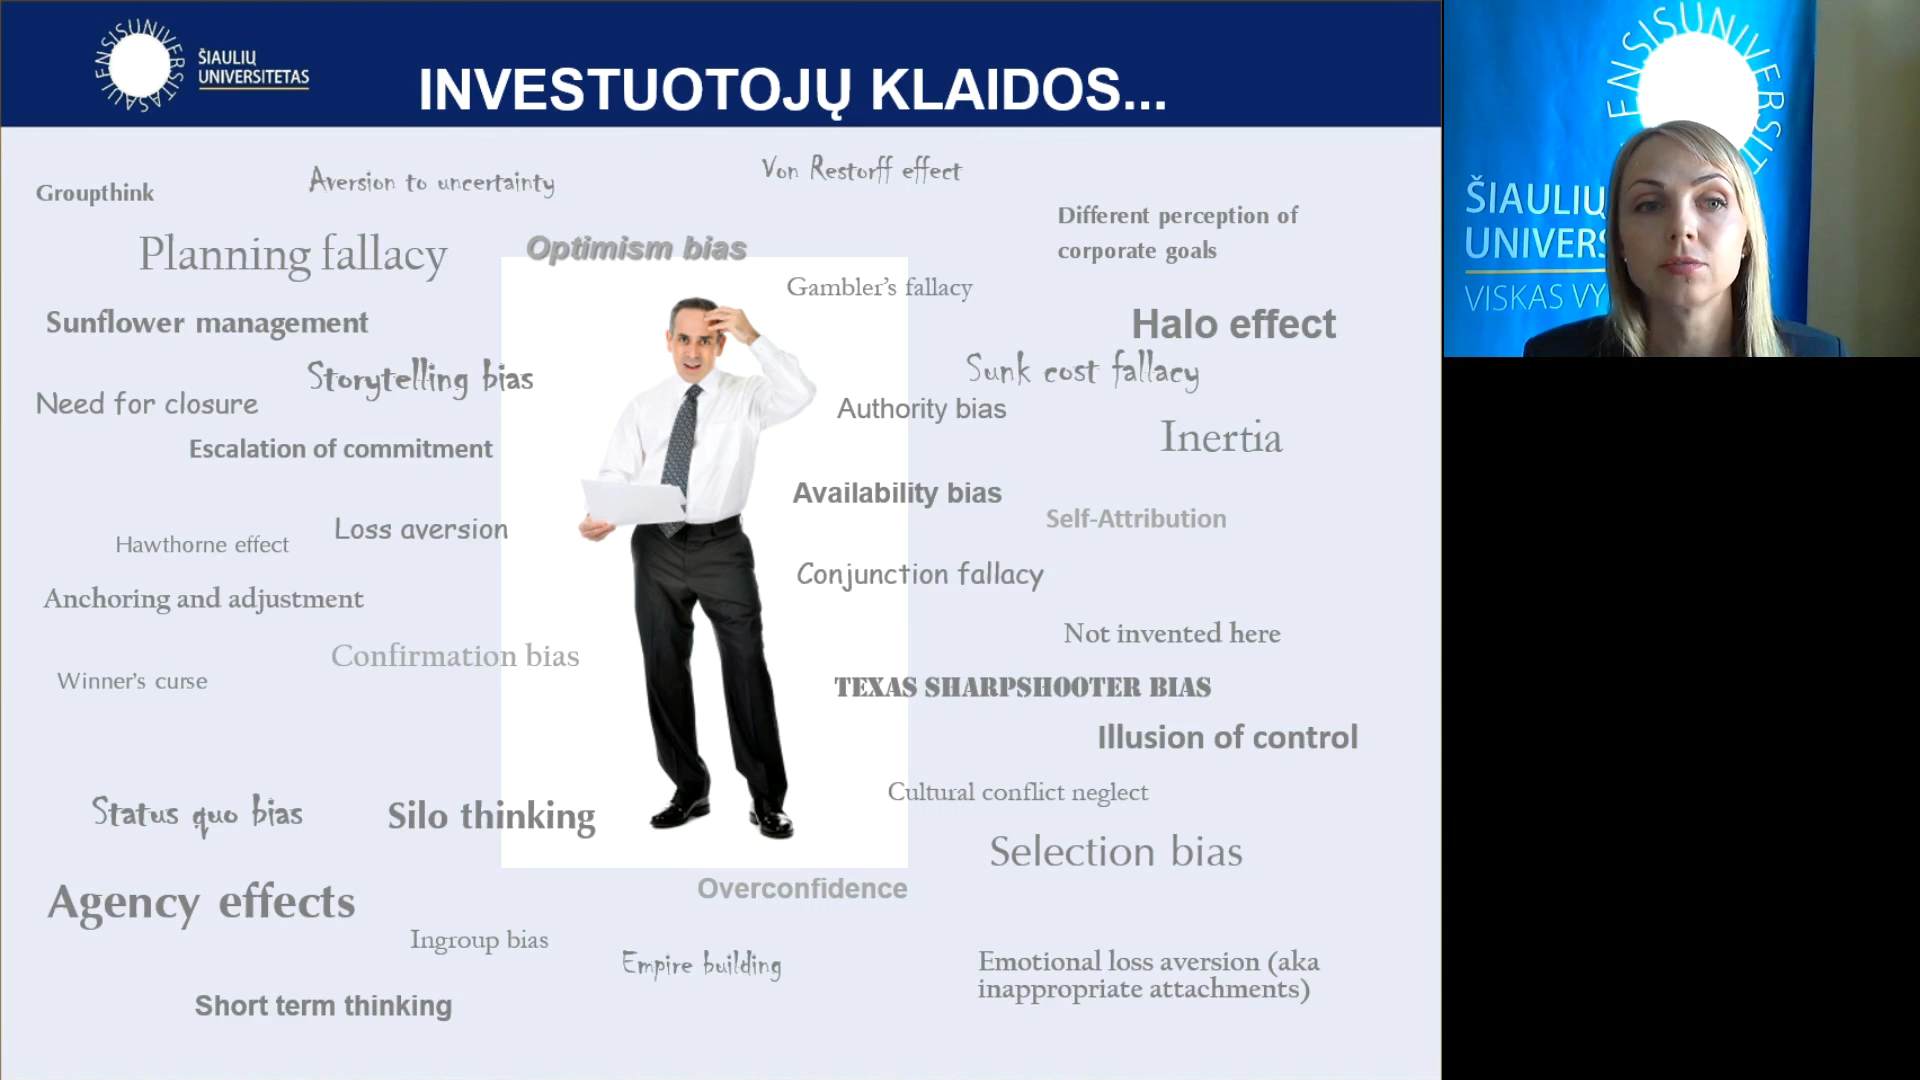 ŠIAULIŲ
UNIVERSITETAS
INVESTUOTOJŲ KLAIDOS...
Groupthink
Aversion to uncertainty
Von Restorff effect
Different perception of
corporate goals
Planning fallacy
Optimism bias
Gambler's fallacy
Sunflower management
Halo effect
Storytelling bias
Sunk cost fallacy
Need for closure
Authority bias
Escalation of commitment
Inertia
Availability bias
Self-Attribution
Hawthorne effect
Loss aversion
Conjunction fallacy
Anchoring and adjustment
Not invented here
Confirmation bias
Winner's curse
TEXAS SHARPSHOOTER BIAS
Illusion of control
Cultural conflict neglect
Status quo bias
Silo thinking
Selection bias
Agency effects
Overconfidence
Ingroup bias
Empire building
Emotional loss aversion (aka
inappropriate attachments)
Short term thinking
ŠIAULIŲ
UNIVERS
VISKAS VY